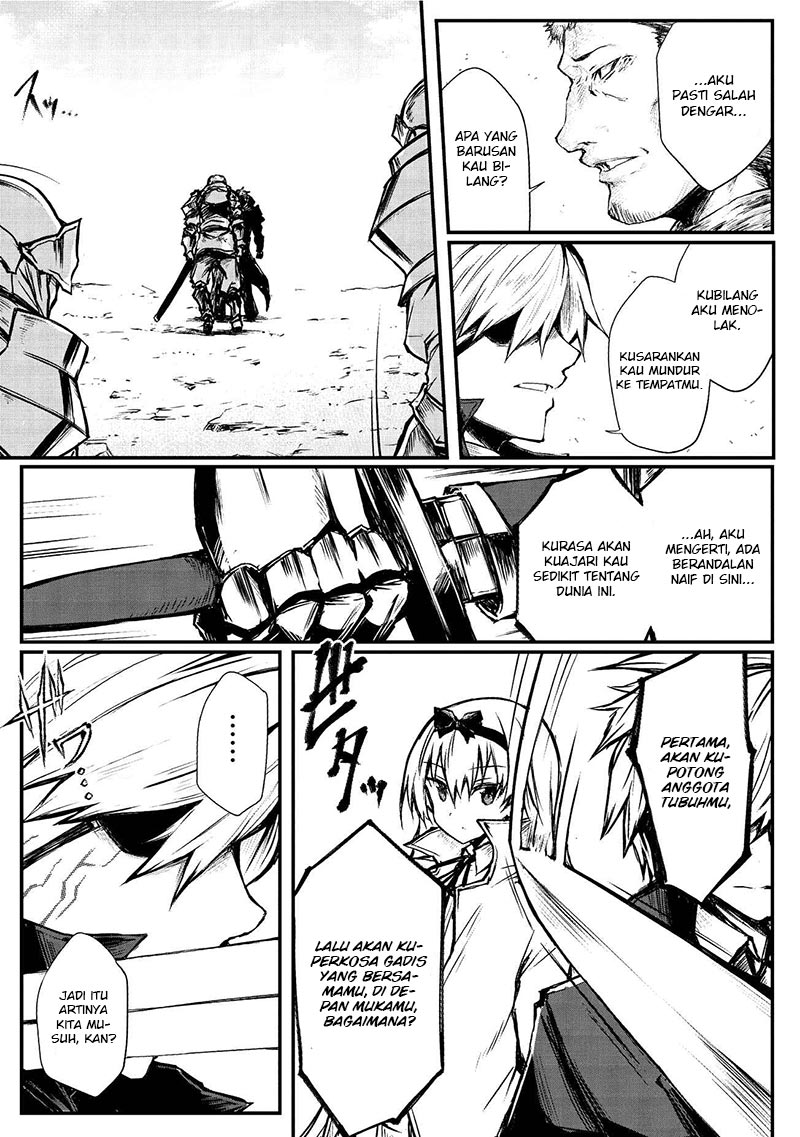 ...AKU
PASTI SALAH
DENGAR...
APA YANG
BARUSAN
KAU BI-
LANG?
スッ...
KUBILANG
AKU MENO-
LAK.
KUSARANKAN
KAU MUNDUR
KE TEMPATMU.
...AH, AKU
MENGERTI, ADA
BERANDALAN
NAIF DI SINI...
KURASA AKAN
KUAJARI KAU
SEDIKIT TENTANG
DUNIA INI.
PERTAMA,
AKAN KU-
POTONG
ANGGOTA
TUBUHMU,
LALU AKAN KU-
PERKOSA GADIS
YANG BERSA-
MAMU, DI DE-
PAN MUKAMU,
BAGAIMANA?
......
JADI ITU
ARTINYA
KITA MU-
SUH, KAN?